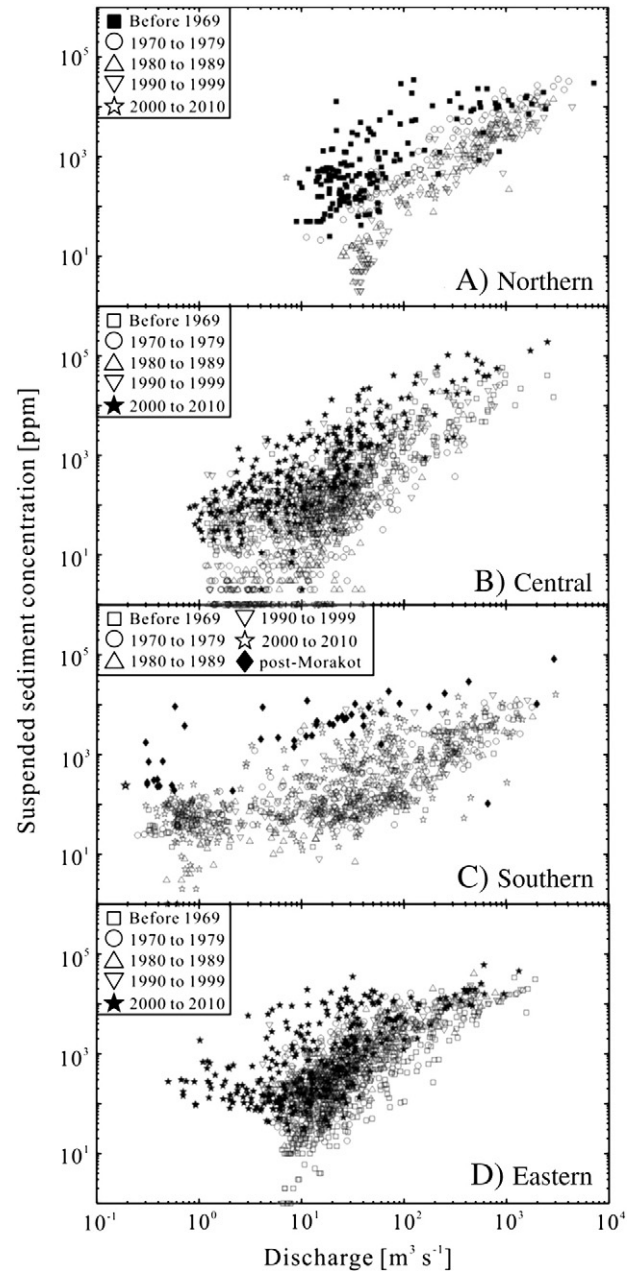 Suspended sediment concentration [ppm]
Before 1969
1970 to 1979
1980 to 1989
1990 to 1999
2000 to 2010
10⁵
10³
10¹
A) Northern
Before 1969
1970 to 1979
1980 to 1989
1990 to 1999
2000 to 2010
10⁵
10³
10¹
B) Central
Before 1969
1970 to 1979
1980 to 1989
1990 to 1999
2000 to 2010
post-Morakot
10⁵
10³
10¹
C) Southern
Before 1969
1970 to 1979
1980 to 1989
1990 to 1999
2000 to 2010
10⁵
10³
10¹
D) Eastern
10⁻¹ 10⁰ 10¹ 10² 10³ 10⁴
Discharge [m³ s⁻¹]